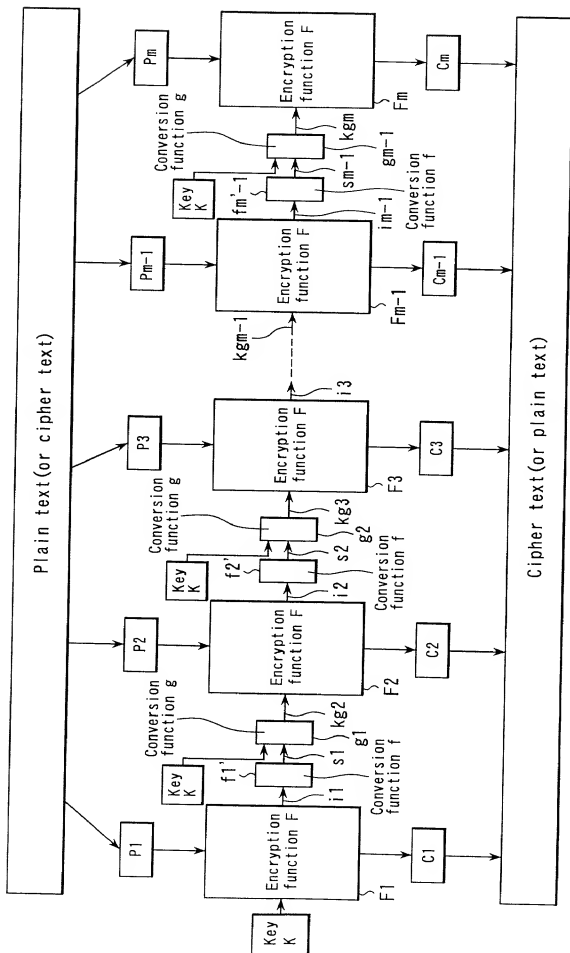 Plain text(or cipher text)
P1
P2
P3
Pm-1
Pm
Key
K
Encryption
function F
F1
i1
f1'
Conversion
function f
s1
Key
K
Conversion
function g
g1
kg2
Encryption
function F
F2
i2
f2'
Conversion
function f
s2
Key
K
Conversion
function g
g2
kg3
Encryption
function F
F3
i3
kgm-1
Encryption
function F
Fm-1
im-1
fm'-1
Conversion
function f
sm-1
Key
K
Conversion
function g
gm-1
kgm
Encryption
function F
Fm
C1
C2
C3
Cm-1
Cm
Cipher text(or plain text)